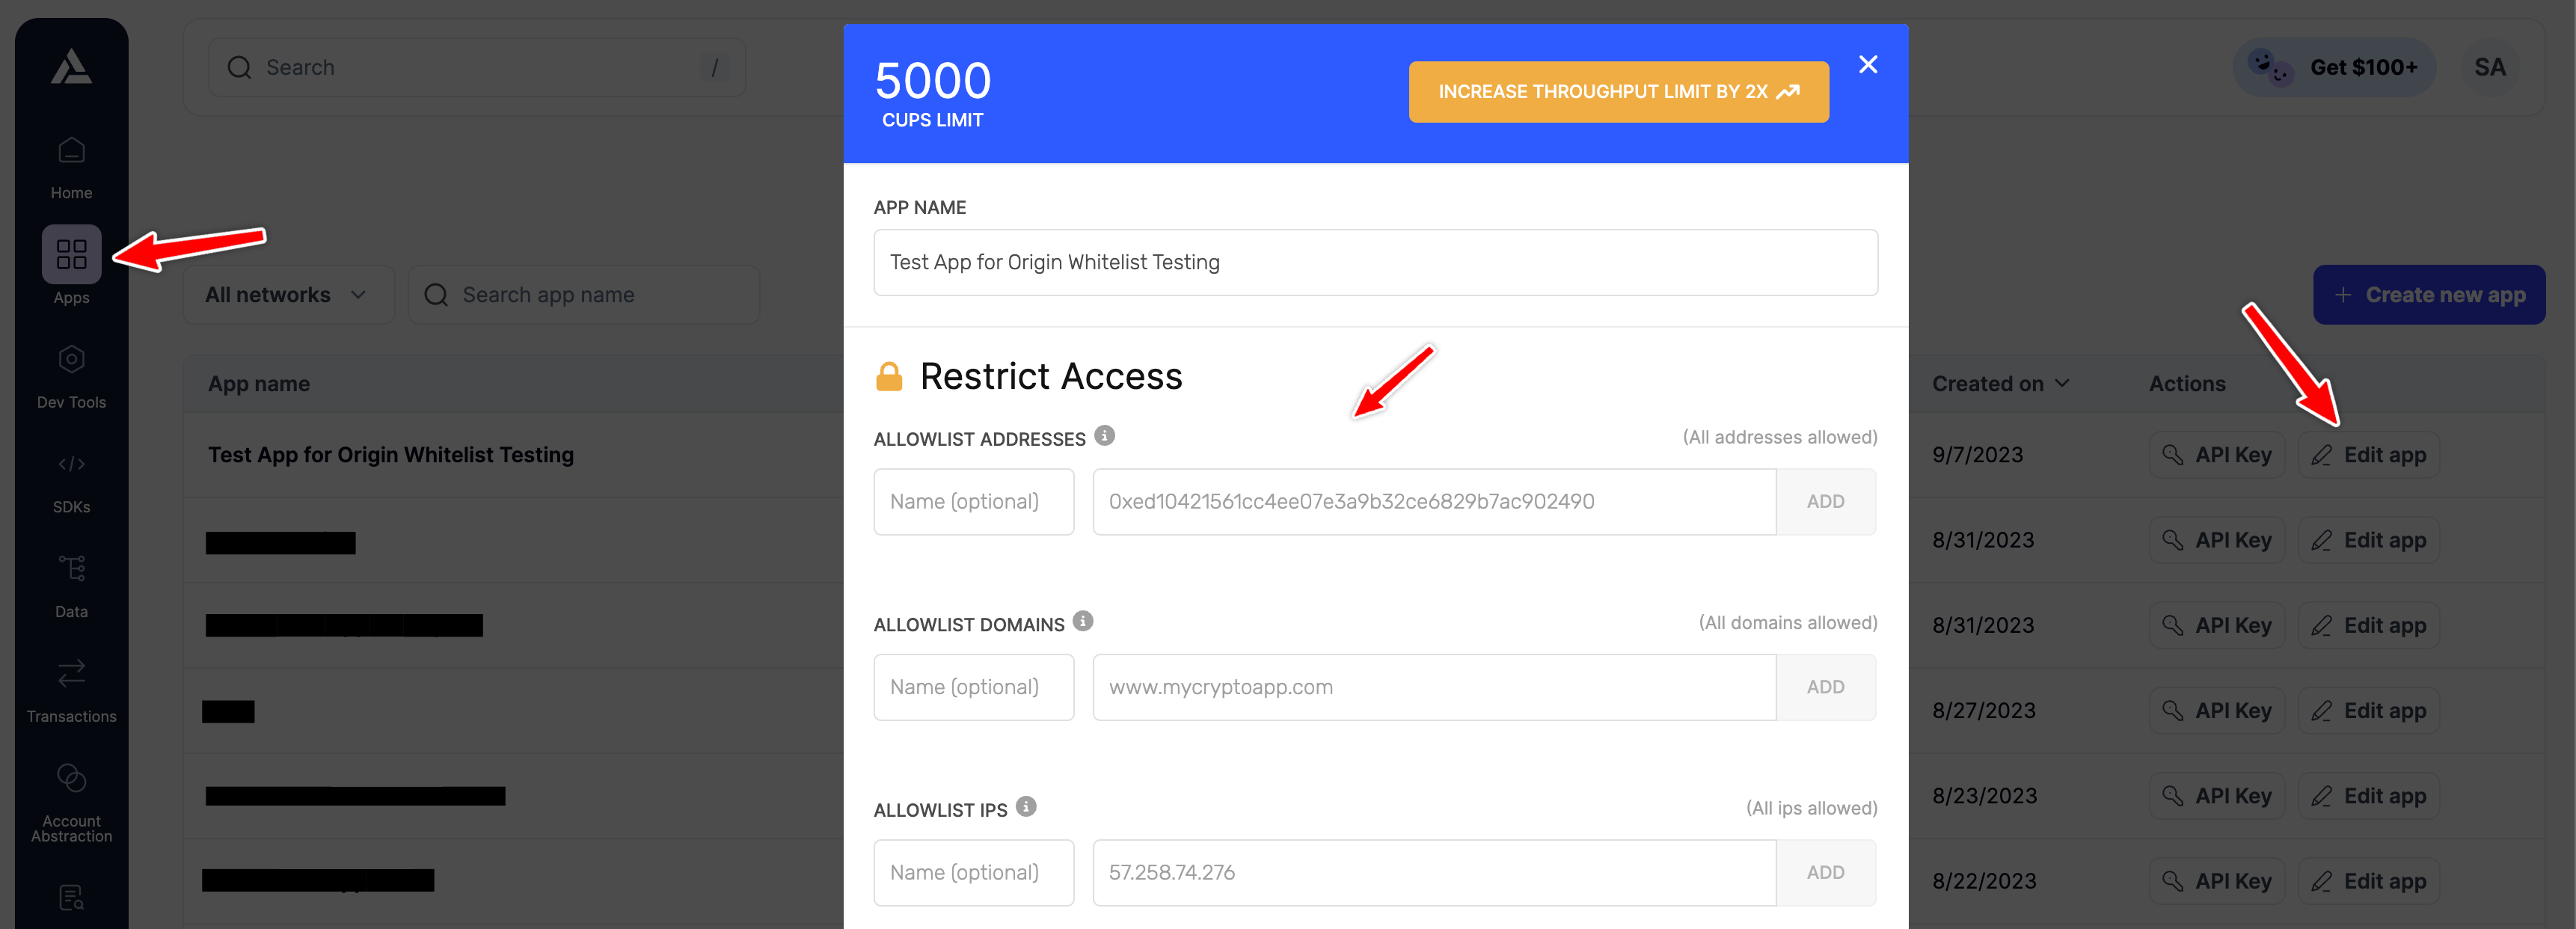 Search
/
Get $100+
SA
Home
Apps
Dev Tools
SDKs
Data
Transactions
Account
Abstraction
All networks
Search app name
Create new app
App name
Created on
Actions
Test App for Origin Whitelist Testing
9/7/2023
API Key
Edit app
8/31/2023
API Key
Edit app
8/31/2023
API Key
Edit app
8/27/2023
API Key
Edit app
8/23/2023
API Key
Edit app
8/22/2023
API Key
Edit app
5000
CUPS LIMIT
INCREASE THROUGHPUT LIMIT BY 2X
APP NAME
Test App for Origin Whitelist Testing
Restrict Access
ALLOWLIST ADDRESSES
(All addresses allowed)
Name (optional)
0xed10421561cc4ee07e3a9b32ce6829b7ac902490
ADD
ALLOWLIST DOMAINS
(All domains allowed)
Name (optional)
www.mycryptoapp.com
ADD
ALLOWLIST IPS
(All ips allowed)
Name (optional)
57.258.74.276
ADD